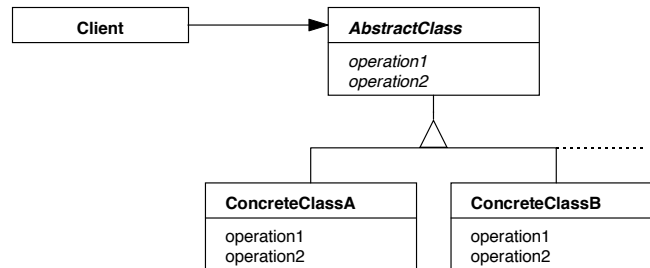 Client
AbstractClass
operation1
operation2
ConcreteClassA
operation1
operation2
ConcreteClassB
operation1
operation2